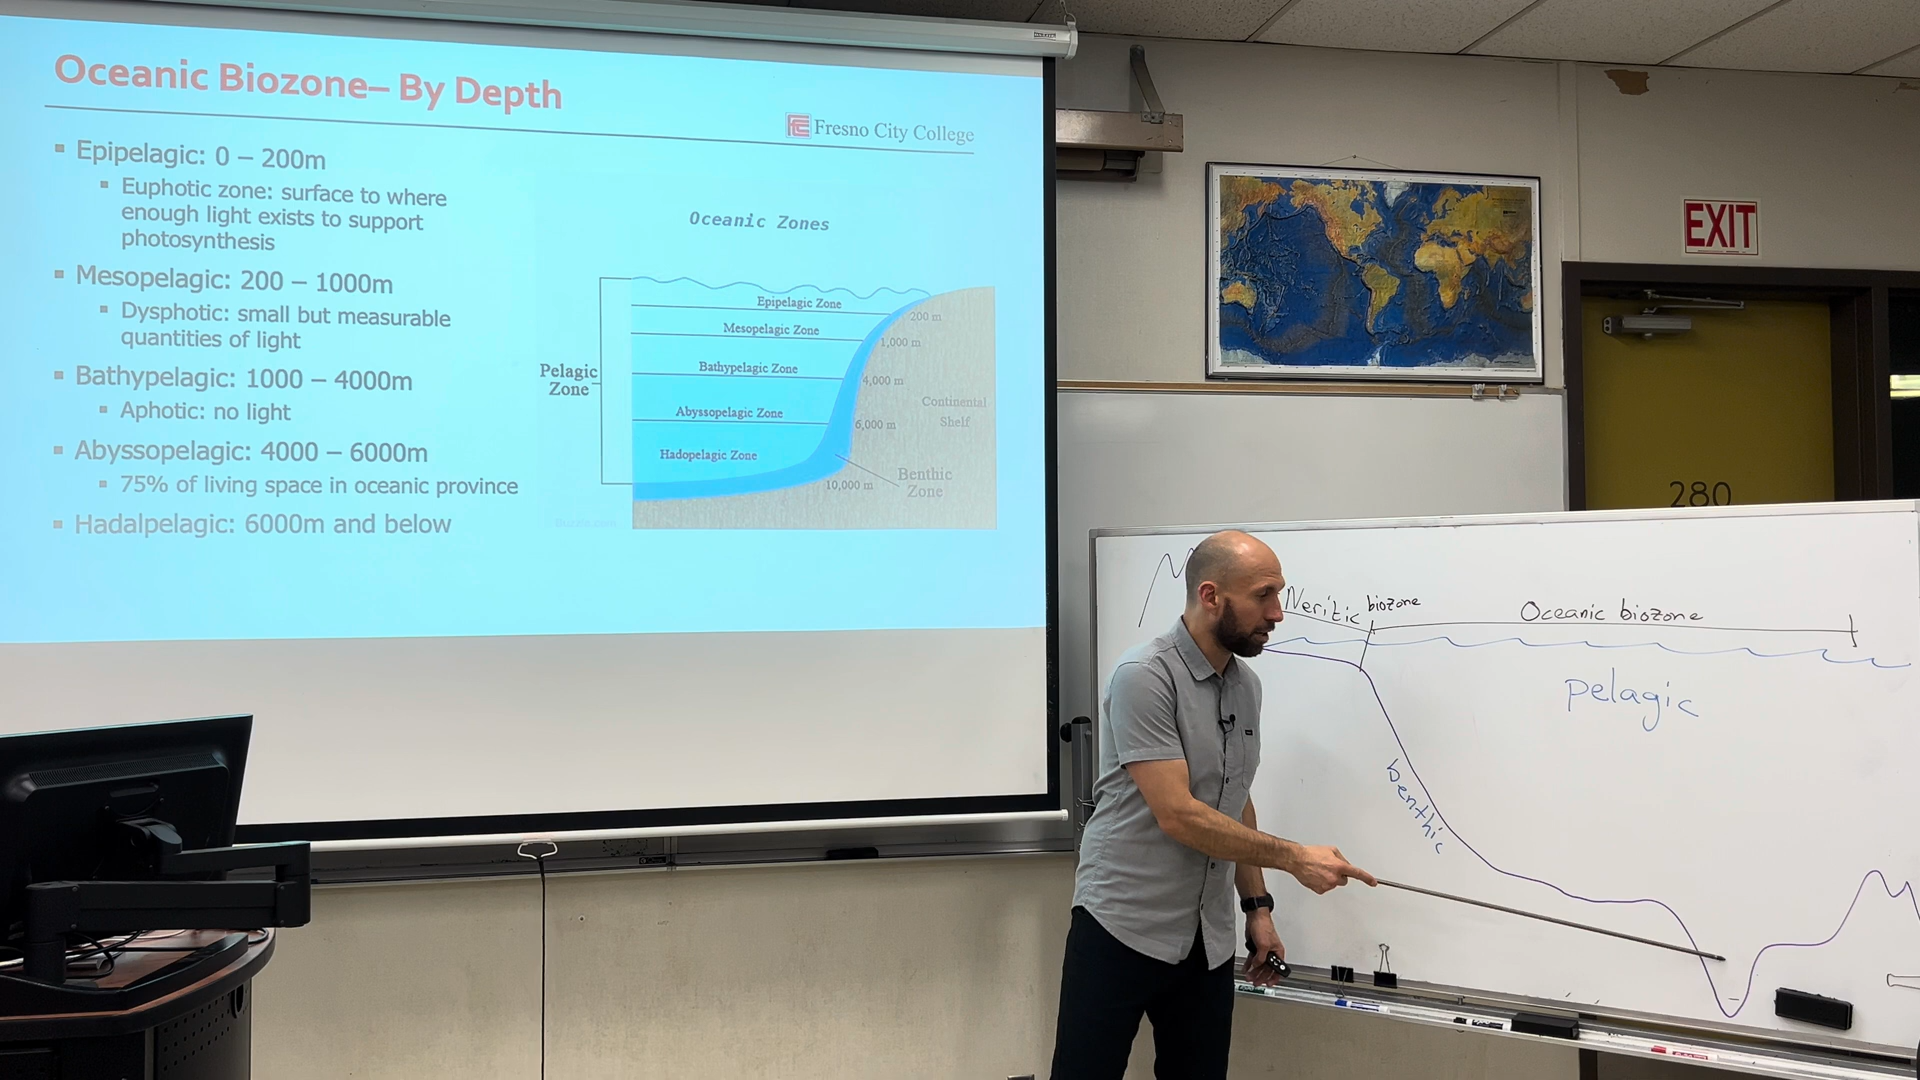 Oceanic Biozone– By Depth
Fresno City College
▪ Epipelagic: 0 – 200m
▪ Euphotic zone: surface to where
enough light exists to support
photosynthesis
▪ Mesopelagic: 200 – 1000m
▪ Dysphotic: small but measurable
quantities of light
▪ Bathypelagic: 1000 – 4000m
▪ Aphotic: no light
▪ Abyssopelagic: 4000 – 6000m
▪ 75% of living space in oceanic province
▪ Hadalpelagic: 6000m and below
Oceanic Zones
Epipelagic Zone
200 m
Mesopelagic Zone
1,000 m
Bathypelagic Zone
4,000 m
Abyssopelagic Zone
6,000 m
Hadopelagic Zone
10,000 m
Pelagic
Zone
Continental
Shelf
Benthic
Zone
EXIT
280
Neritic biozone
Oceanic biozone
pelagic
benthic